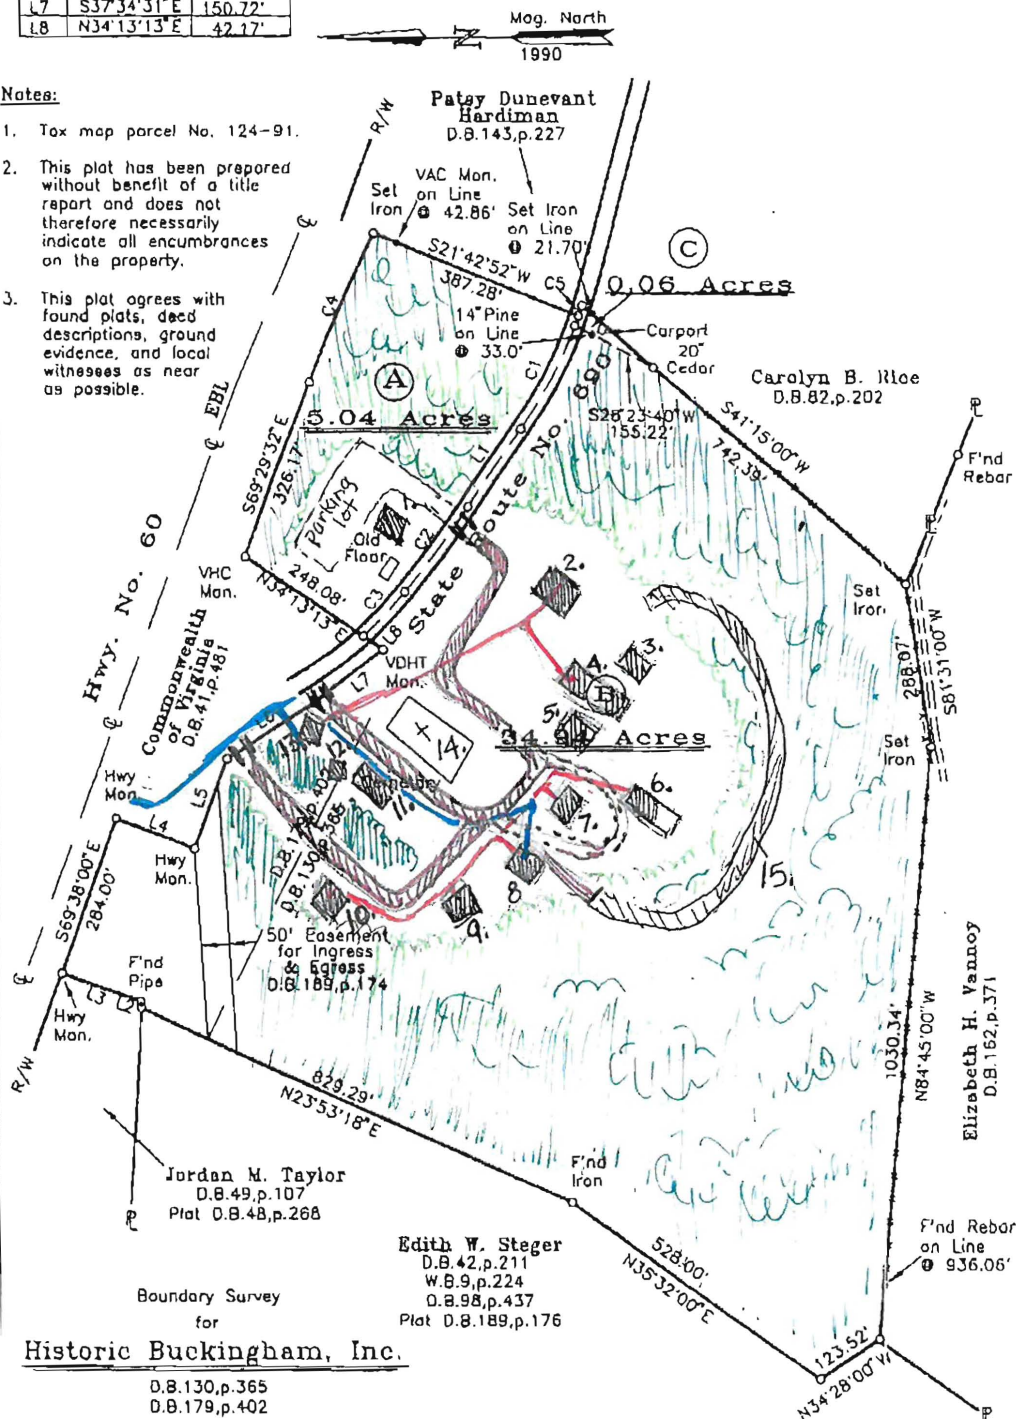 L7 S37°34'31"E 150.72'
L8 N34°13'13"E 42.17'
Mag. North
N
1990
Notes:
1. Tax map parcel No. 124-91.
2. This plat has been prepared
without benefit of a title
report and does not
therefore necessarily
indicate all encumbrances
on the property.
3. This plat agrees with
found plats, deed
descriptions, ground
evidence, and local
witnesses as near
as possible.
R/W
Patsy Dunevant
Hardiman
D.B.143,p.227
VAC Mon.
on Line
@ 42.86'
Set
Iron
Set Iron
on Line
@ 21.70'
S21°42'52"W
387.28'
C
0.06 Acres
C5
C4
14" Pine
on Line
@ 33.0'
Carport
20"
Cedar
C1
A
5.04 Acres
Carolyn B. Rice
D.B.82,p.202
S25°23'40"W
155.22'
S41°15'00"W
742.39'
F'nd
Rebar
EBL
S69°29'32"E
326.17'
L1
State Route No. 690
Parking
lot
1.
Old
Floor
C2
C3
Hwy. No. 60
VHC
Mon.
248.08'
N34°13'13"E
L8
2.
3.
4.
B
5.
34.94 Acres
Set
Iron
288.07'
S81°31'00"W
Set
Iron
Commonwealth
of Virginia
D.B.41,p.481
VDHT
Mon.
L7
L6
14.
13.
12.
11.
6.
7.
8
Hwy
Mon.
L5
L4
Hwy
Mon.
D.B.130,p.365
10.
9.
15.
S69°38'00"E
284.00'
50' Easement
for Ingress
& Egress
D.B.189,p.174
F'nd
Pipe
L3
L2
Hwy
Mon.
R/W
1030.34'
N84°45'00"W
Elizabeth H. Vannoy
D.B.162,p.371
829.29'
N23°53'18"E
Jordan M. Taylor
D.B.49,p.107
Plat D.B.48,p.268
F'nd
Iron
F'nd Rebar
on Line
@ 936.06'
Edith W. Steger
D.B.42,p.211
W.B.9,p.224
D.B.98,p.437
Plat D.B.189,p.176
528.00'
N35°32'00"E
123.52'
N34°28'00"W
Boundary Survey
for
Historic Buckingham, Inc.
D.B.130,p.365
D.B.179,p.402